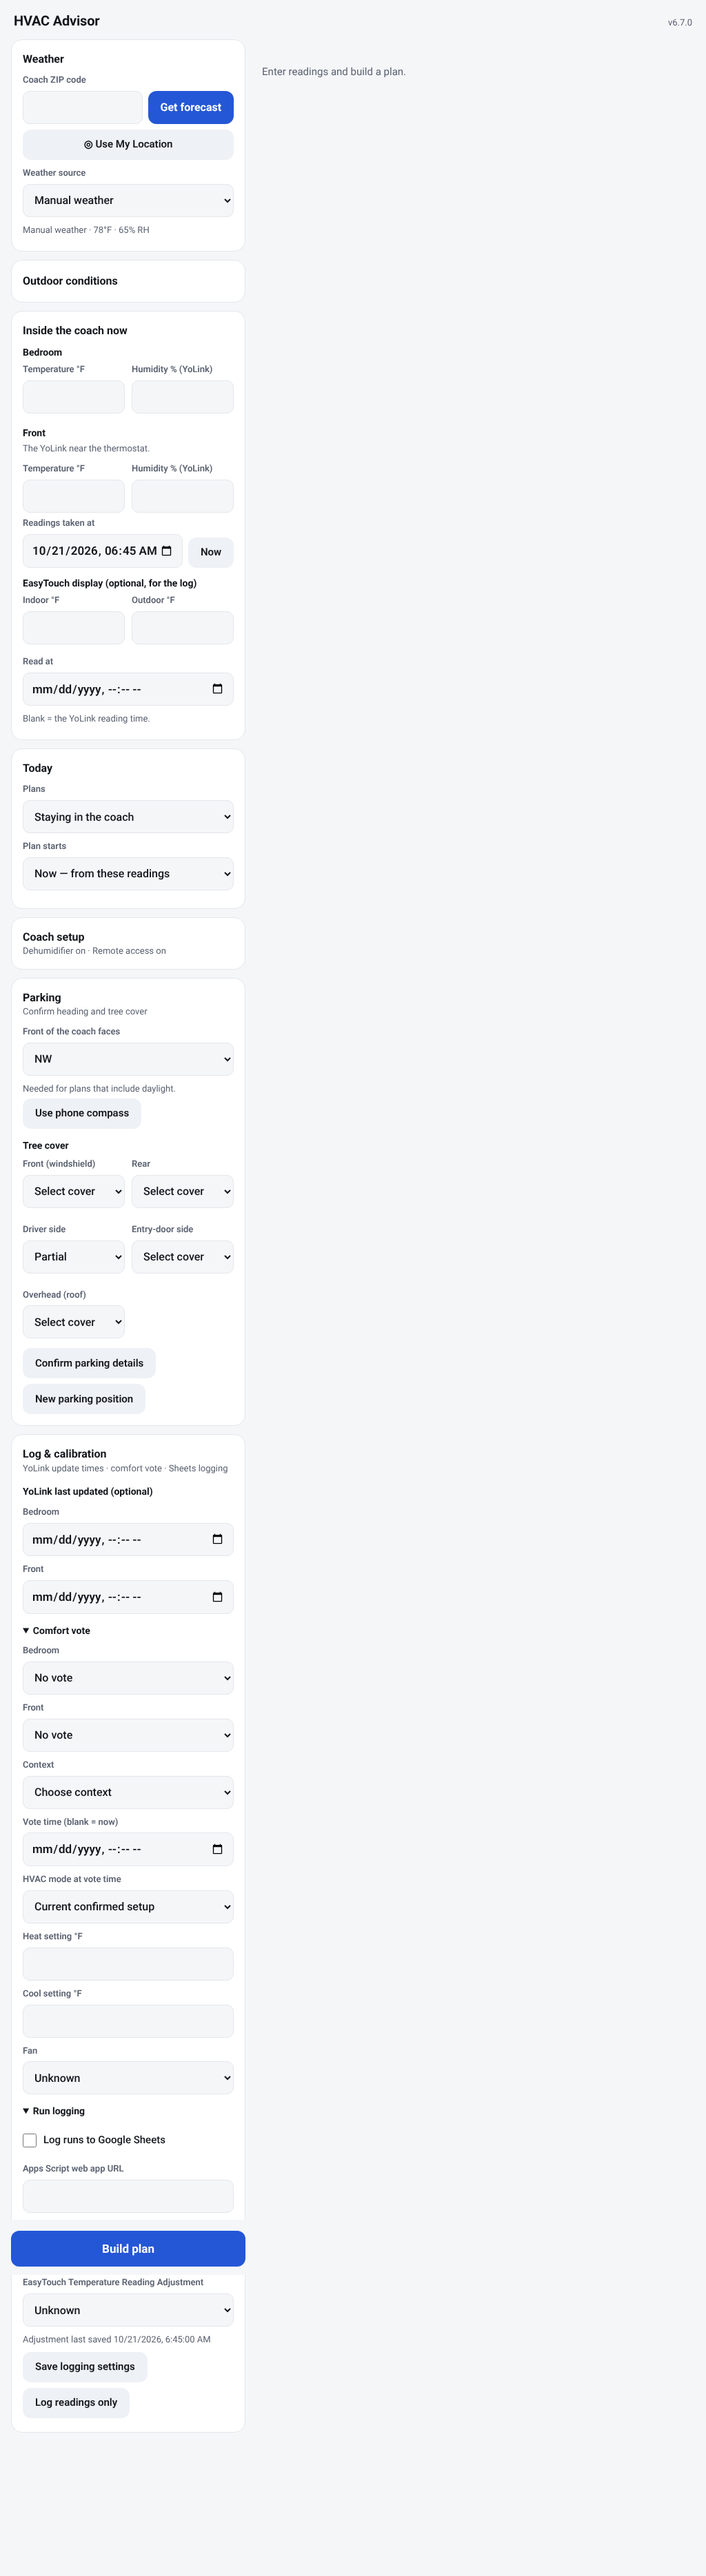 HVAC Advisor
v6.7.0
Weather
Coach ZIP code
Get forecast
◎ Use My Location
Weather source
Manual weather
Manual weather · 78°F · 65% RH
Enter readings and build a plan.
Outdoor conditions
Inside the coach now
Bedroom
Temperature °F Humidity % (YoLink)
Front
The YoLink near the thermostat.
Temperature °F Humidity % (YoLink)
Readings taken at
10/21/2026, 06:45 AM Now
EasyTouch display (optional, for the log)
Indoor °F Outdoor °F
Read at
mm/dd/yyyy, --:-- --
Blank = the YoLink reading time.
Today
Plans
Staying in the coach
Plan starts
Now — from these readings
Coach setup
Dehumidifier on · Remote access on
Parking
Confirm heading and tree cover
Front of the coach faces
NW
Needed for plans that include daylight.
Use phone compass
Tree cover
Front (windshield) Rear
Select cover Select cover
Driver side Entry-door side
Partial Select cover
Overhead (roof)
Select cover
Confirm parking details
New parking position
Log & calibration
YoLink update times · comfort vote · Sheets logging
YoLink last updated (optional)
Bedroom
mm/dd/yyyy, --:-- --
Front
mm/dd/yyyy, --:-- --
▼ Comfort vote
Bedroom
No vote
Front
No vote
Context
Choose context
Vote time (blank = now)
mm/dd/yyyy, --:-- --
HVAC mode at vote time
Current confirmed setup
Heat setting °F
Cool setting °F
Fan
Unknown
▼ Run logging
Log runs to Google Sheets
Apps Script web app URL
Build plan
EasyTouch Temperature Reading Adjustment
Unknown
Adjustment last saved 10/21/2026, 6:45:00 AM
Save logging settings
Log readings only